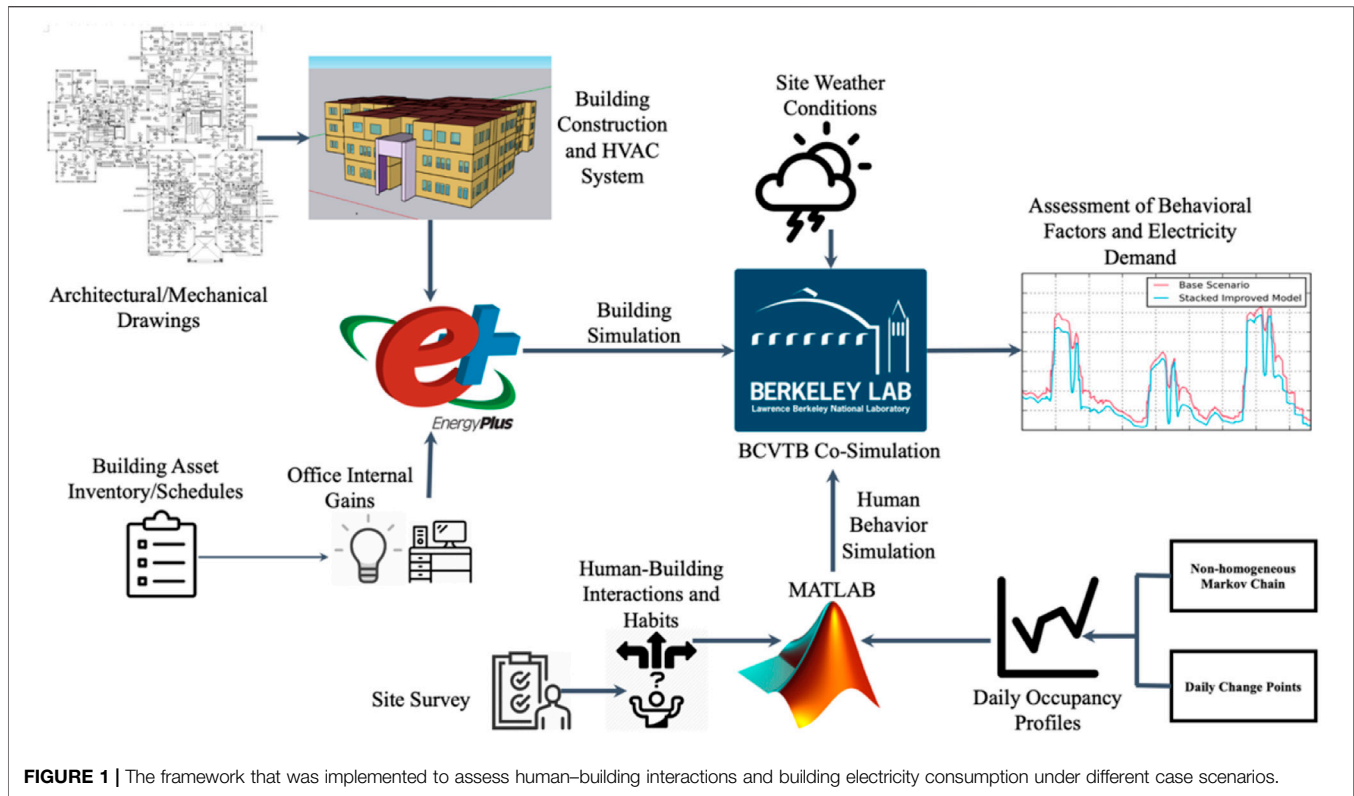 Building
Construction
and HVAC
System
Site Weather
Conditions
Assessment of Behavioral
Factors and Electricity
Demand
Base Scenario
Stacked Improved Model
Architectural/Mechanical
Drawings
Building
Simulation
e+
EnergyPlus
BERKELEY LAB
Lawrence Berkeley National Laboratory
BCVTB Co-Simulation
Building Asset
Inventory/Schedules
Office Internal
Gains
Human
Behavior
Simulation
Human-Building
Interactions and
Habits
?
MATLAB
Non-homogeneous
Markov Chain
Site Survey
Daily Occupancy
Profiles
Daily Change Points
FIGURE 1 | The framework that was implemented to assess human–building interactions and building electricity consumption under different case scenarios.